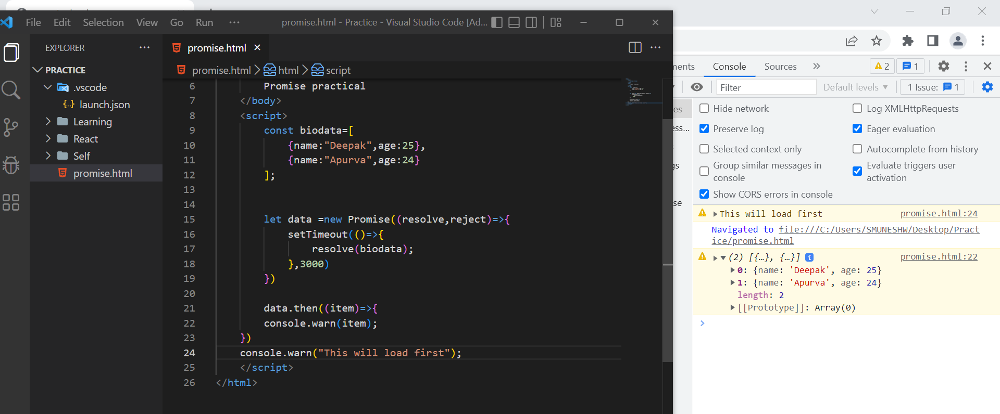 File Edit Selection View Go Run ··· promise.html - Practice - Visual Studio Code [Ad...
EXPLORER ···
PRACTICE
.vscode
{..} launch.json
Learning
React
Self
promise.html
promise.html ×
promise.html > html > script
6 Promise practical
7 </body>
8 <script>
9 const biodata=[
10 {name:"Deepak",age:25},
11 {name:"Apurva",age:24}
12 ];
13
14
15 let data =new Promise((resolve,reject)=>{
16 setTimeout(()=>{
17 resolve(biodata);
18 },3000)
19 })
20
21 data.then((item)=>{
22 console.warn(item);
23 })
24 console.warn("This will load first");
25 </script>
26 </html>
nents Console Sources » 2 1
Filter Default levels ▼ 1 Issue: 1
es
ess...
gs
se
Hide network
Log XMLHttpRequests
Preserve log
Eager evaluation
Selected context only
Autocomplete from history
Group similar messages in
console
Evaluate triggers user
activation
Show CORS errors in console
▶This will load first promise.html:24
Navigated to file:///C:/Users/SMUNESHW/Desktop/Pract
ice/promise.html
▶▼(2) [{…}, {…}] i promise.html:22
▶0: {name: 'Deepak', age: 25}
▶1: {name: 'Apurva', age: 24}
length: 2
▶[[Prototype]]: Array(0)
>